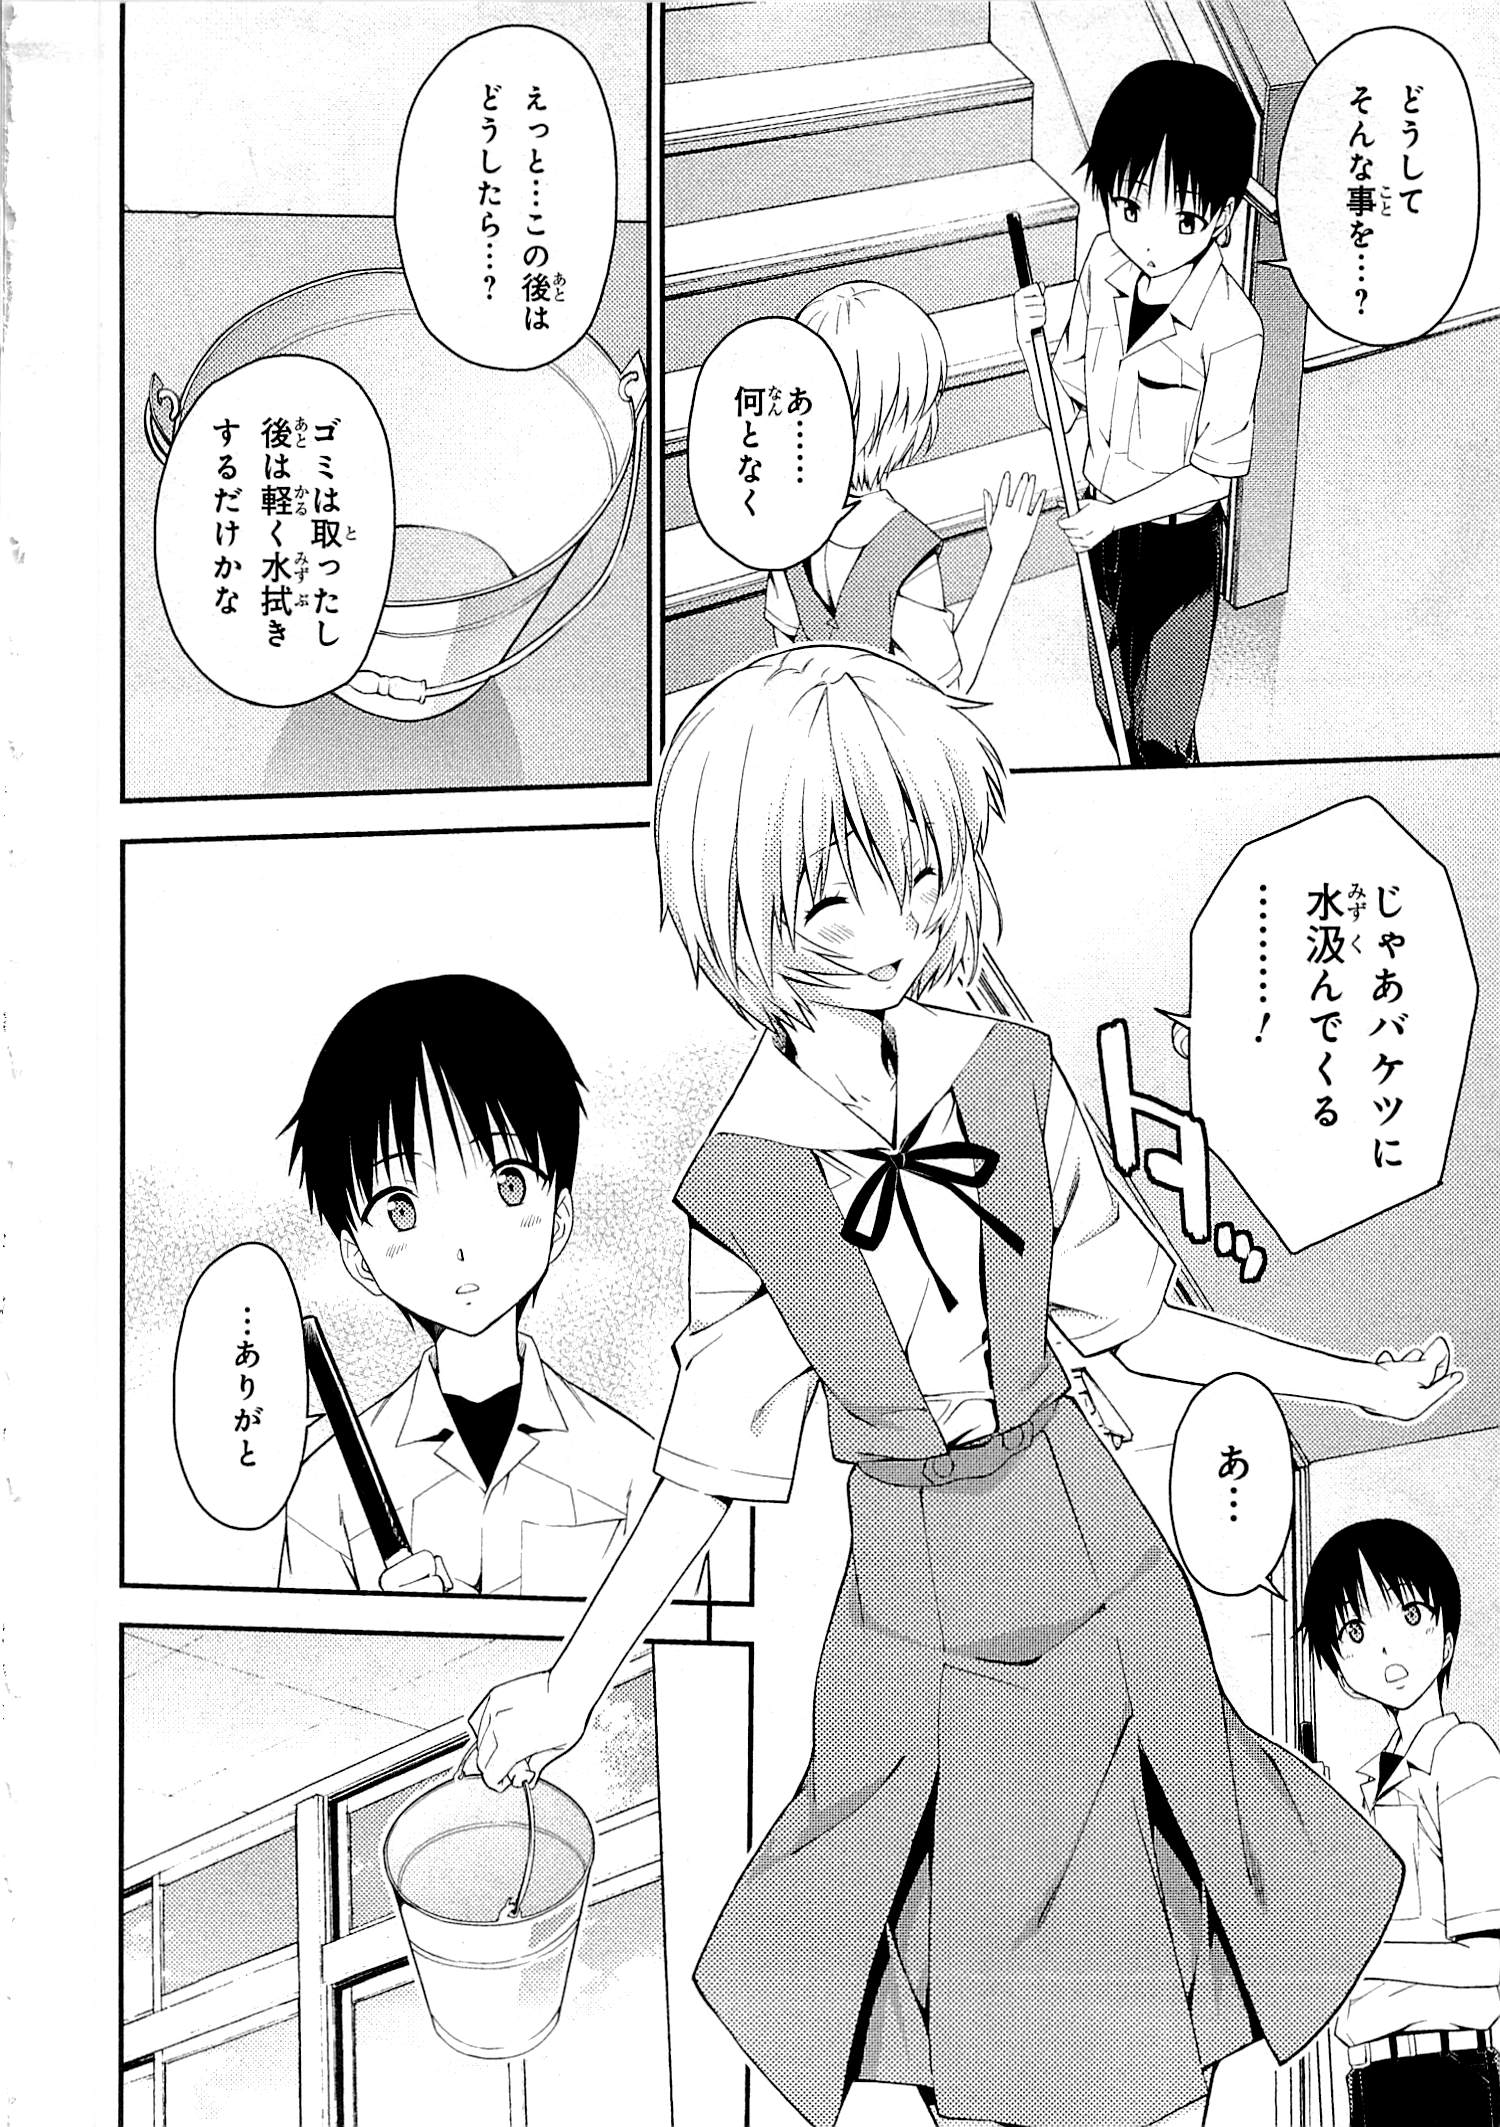 どうして
そんな事を…？
あ……
何となく
えっと…この後は
どうしたら…？
ゴミは取ったし
後は軽く水拭き
するだけかな
じゃあバケツに
水汲んでくる
………！
ドキッ
あ…
…ありがと